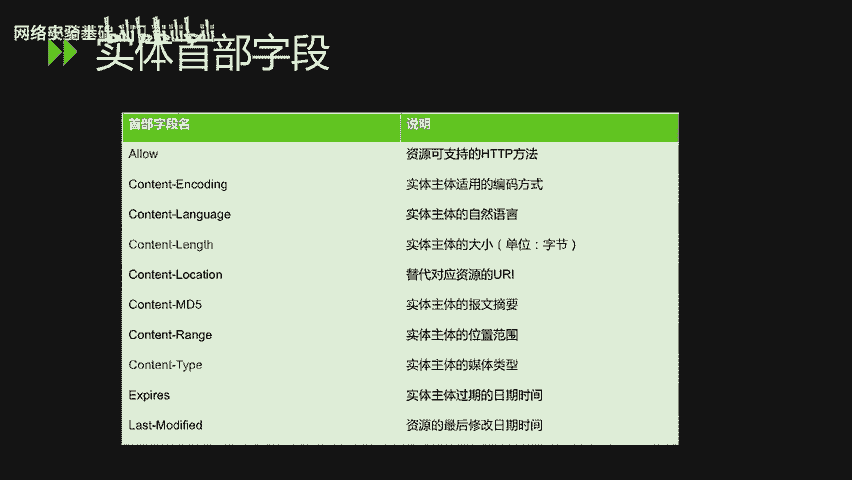 网络安全基础
实体首部字段
首部字段名 说明
Allow 资源可支持的HTTP方法
Content-Encoding 实体主体适用的编码方式
Content-Language 实体主体的自然语言
Content-Length 实体主体的大小（单位：字节）
Content-Location 替代对应资源的URI
Content-MD5 实体主体的报文摘要
Content-Range 实体主体的位置范围
Content-Type 实体主体的媒体类型
Expires 实体主体过期的日期时间
Last-Modified 资源的最后修改日期时间